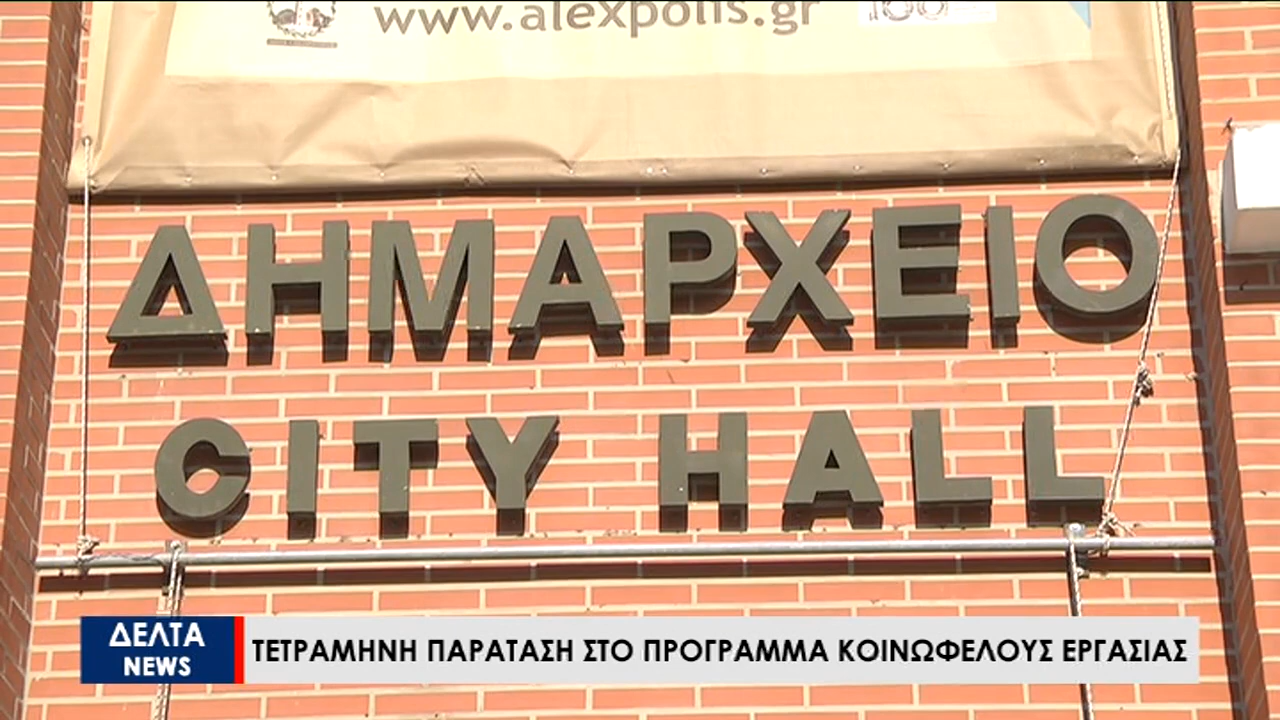 www.alexpolis.gr
ΔΗΜΑΡΧΕΙΟ
CITY HALL
ΔΕΛΤΑ
NEWS
ΤΕΤΡΑΜΗΝΗ ΠΑΡΑΤΑΣΗ ΣΤΟ ΠΡΟΓΡΑΜΜΑ ΚΟΙΝΩΦΕΛΟΥΣ ΕΡΓΑΣΙΑΣ